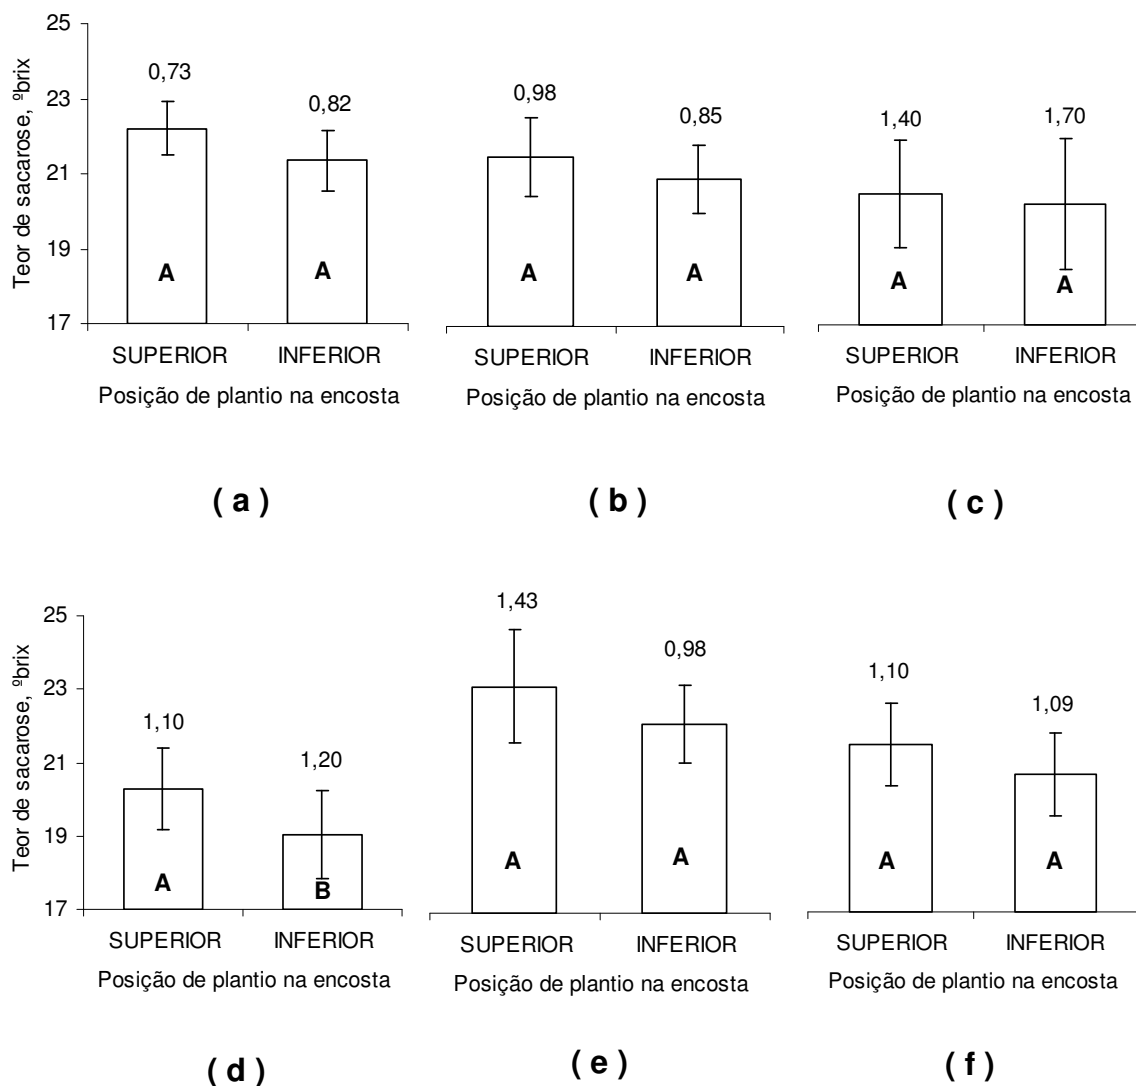 Teor de sacarose, ºbrix
25
23
21
19
17
0,73
0,82
A
A
SUPERIOR
INFERIOR
Posição de plantio na encosta
( a )
0,98
0,85
A
A
SUPERIOR
INFERIOR
Posição de plantio na encosta
( b )
1,40
1,70
A
A
SUPERIOR
INFERIOR
Posição de plantio na encosta
( c )
Teor de sacarose, ºbrix
25
23
21
19
17
1,10
1,20
A
B
SUPERIOR
INFERIOR
Posição de plantio na encosta
( d )
1,43
0,98
A
A
SUPERIOR
INFERIOR
Posição de plantio na encosta
( e )
1,10
1,09
A
A
SUPERIOR
INFERIOR
Posição de plantio na encosta
( f )